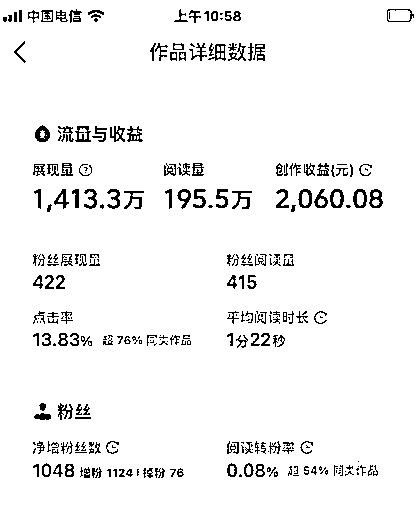 中国电信 上午10:58
作品详细数据
流量与收益
展现量 阅读量 创作收益(元)
1,413.3万 195.5万 2,060.08
粉丝展现量 粉丝阅读量
422 415
点击率 平均阅读时长
13.83% 超 76% 同类作品 1分22秒
粉丝
净增粉丝数 阅读转粉率
1048 增粉 1124 | 掉粉 76 0.08% 超 54% 同类作品